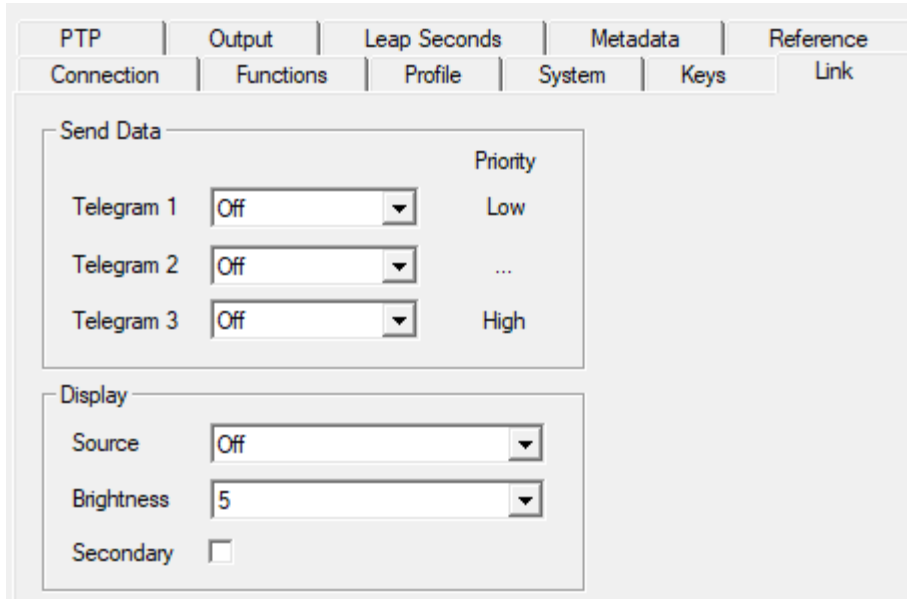 PTP Output Leap Seconds Metadata Reference
Connection Functions Profile System Keys Link
Send Data
Priority
Telegram 1 Off Low
Telegram 2 Off ...
Telegram 3 Off High
Display
Source Off
Brightness 5
Secondary